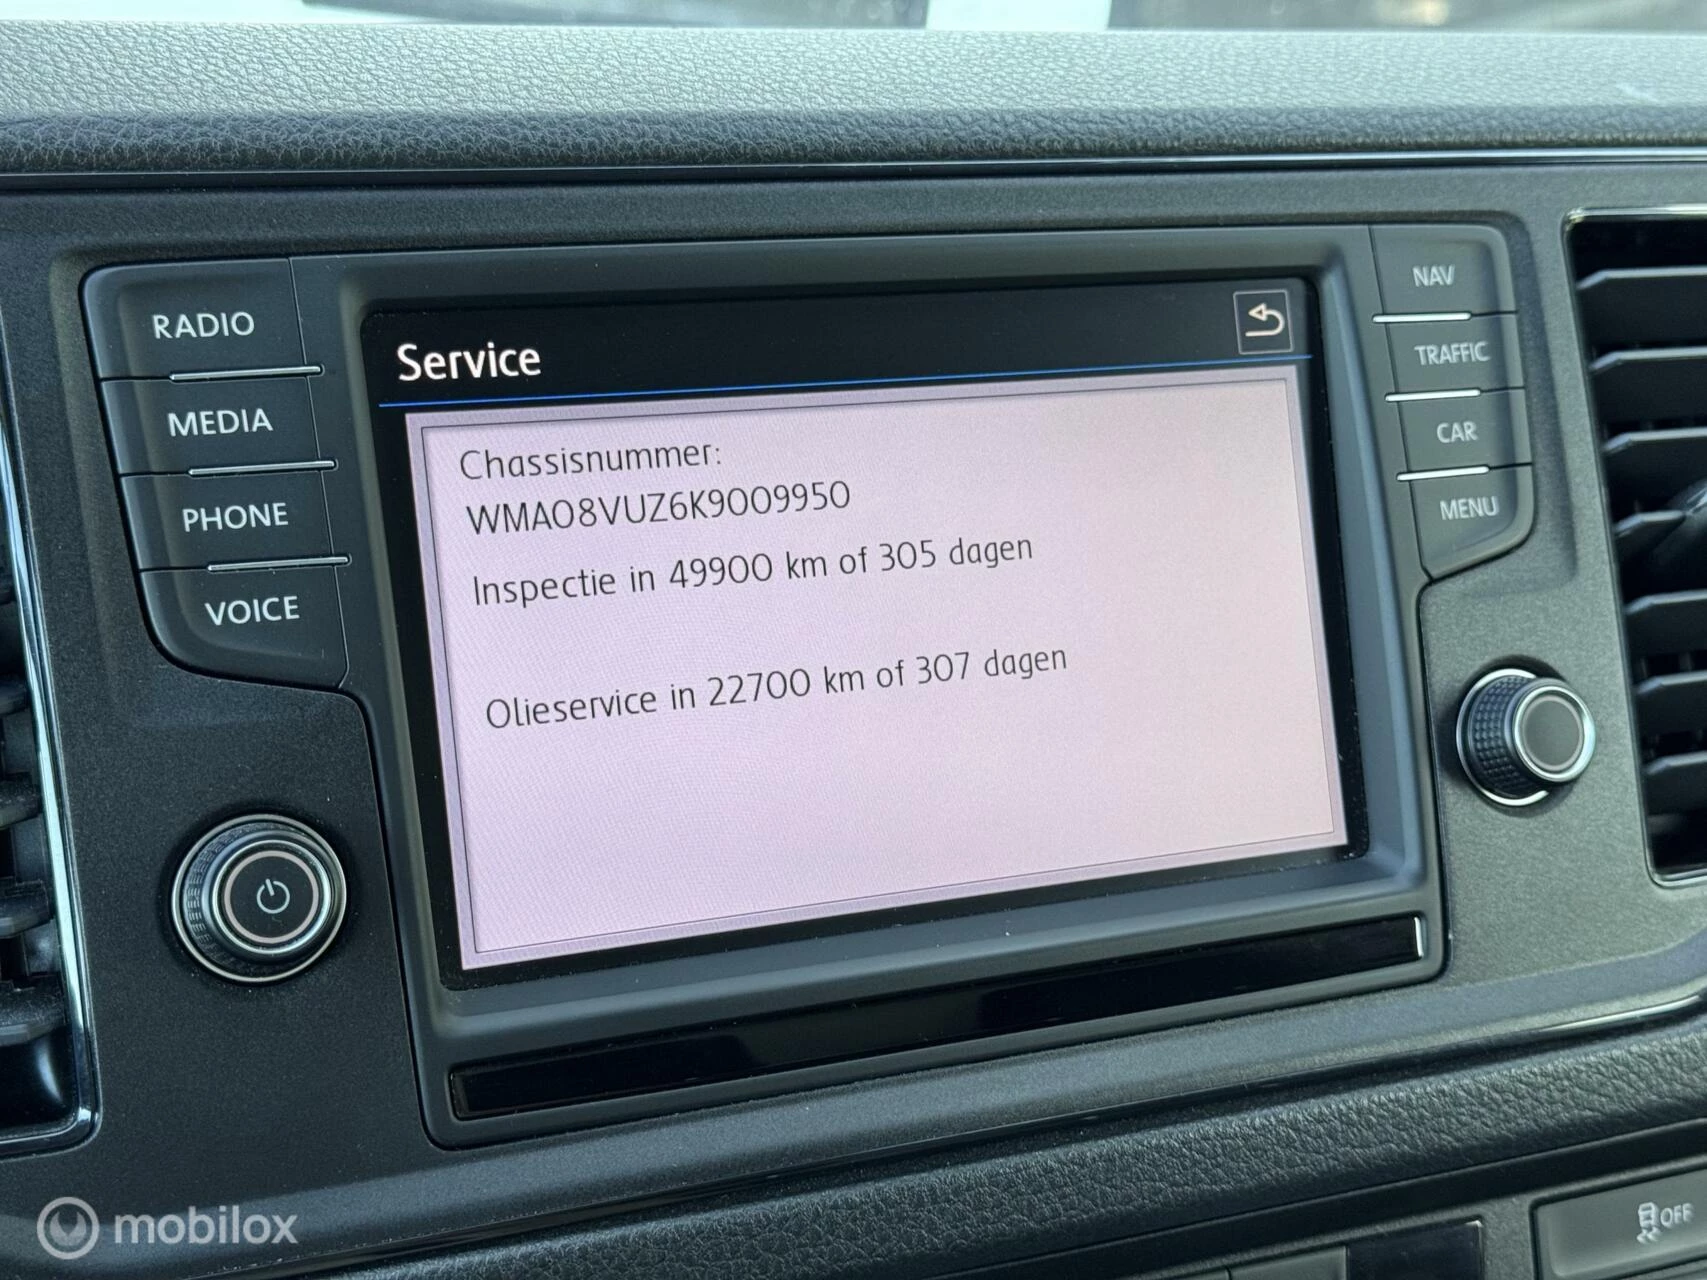 RADIO
MEDIA
PHONE
VOICE
Service
Chassisnummer:
WMA08VUZ6K9009950
Inspectie in 49900 km of 305 dagen
Olieservice in 22700 km of 307 dagen
NAV
TRAFFIC
CAR
MENU
OFF
mobilox